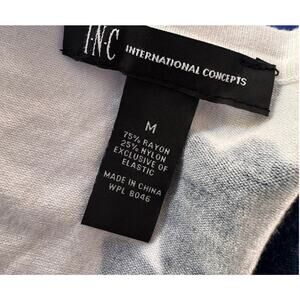 I·N·C INTERNATIONAL CONCEPTS
M
75% RAYON
25% NYLON
EXCLUSIVE OF
ELASTIC
MADE IN CHINA
WPL 8046